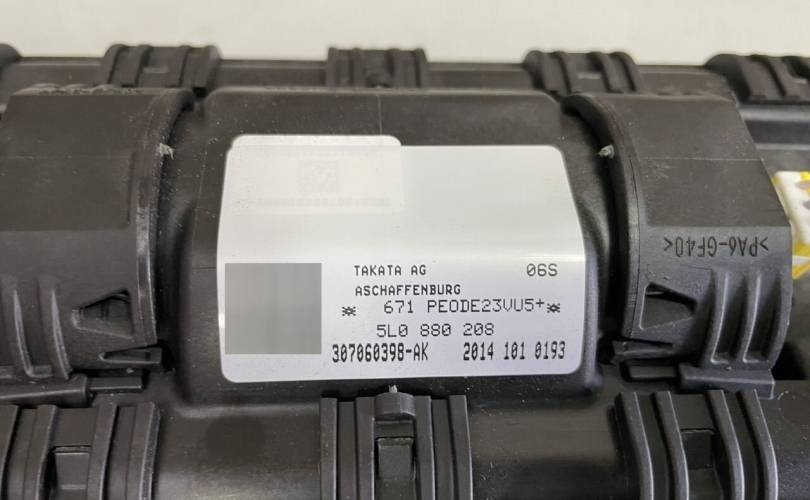 TAKATA AG 06S
ASCHAFFENBURG
* 671 PEODE23VU5+*
5L0 880 208
307060398-AK 2014 101 0193
>PA6-GF40<